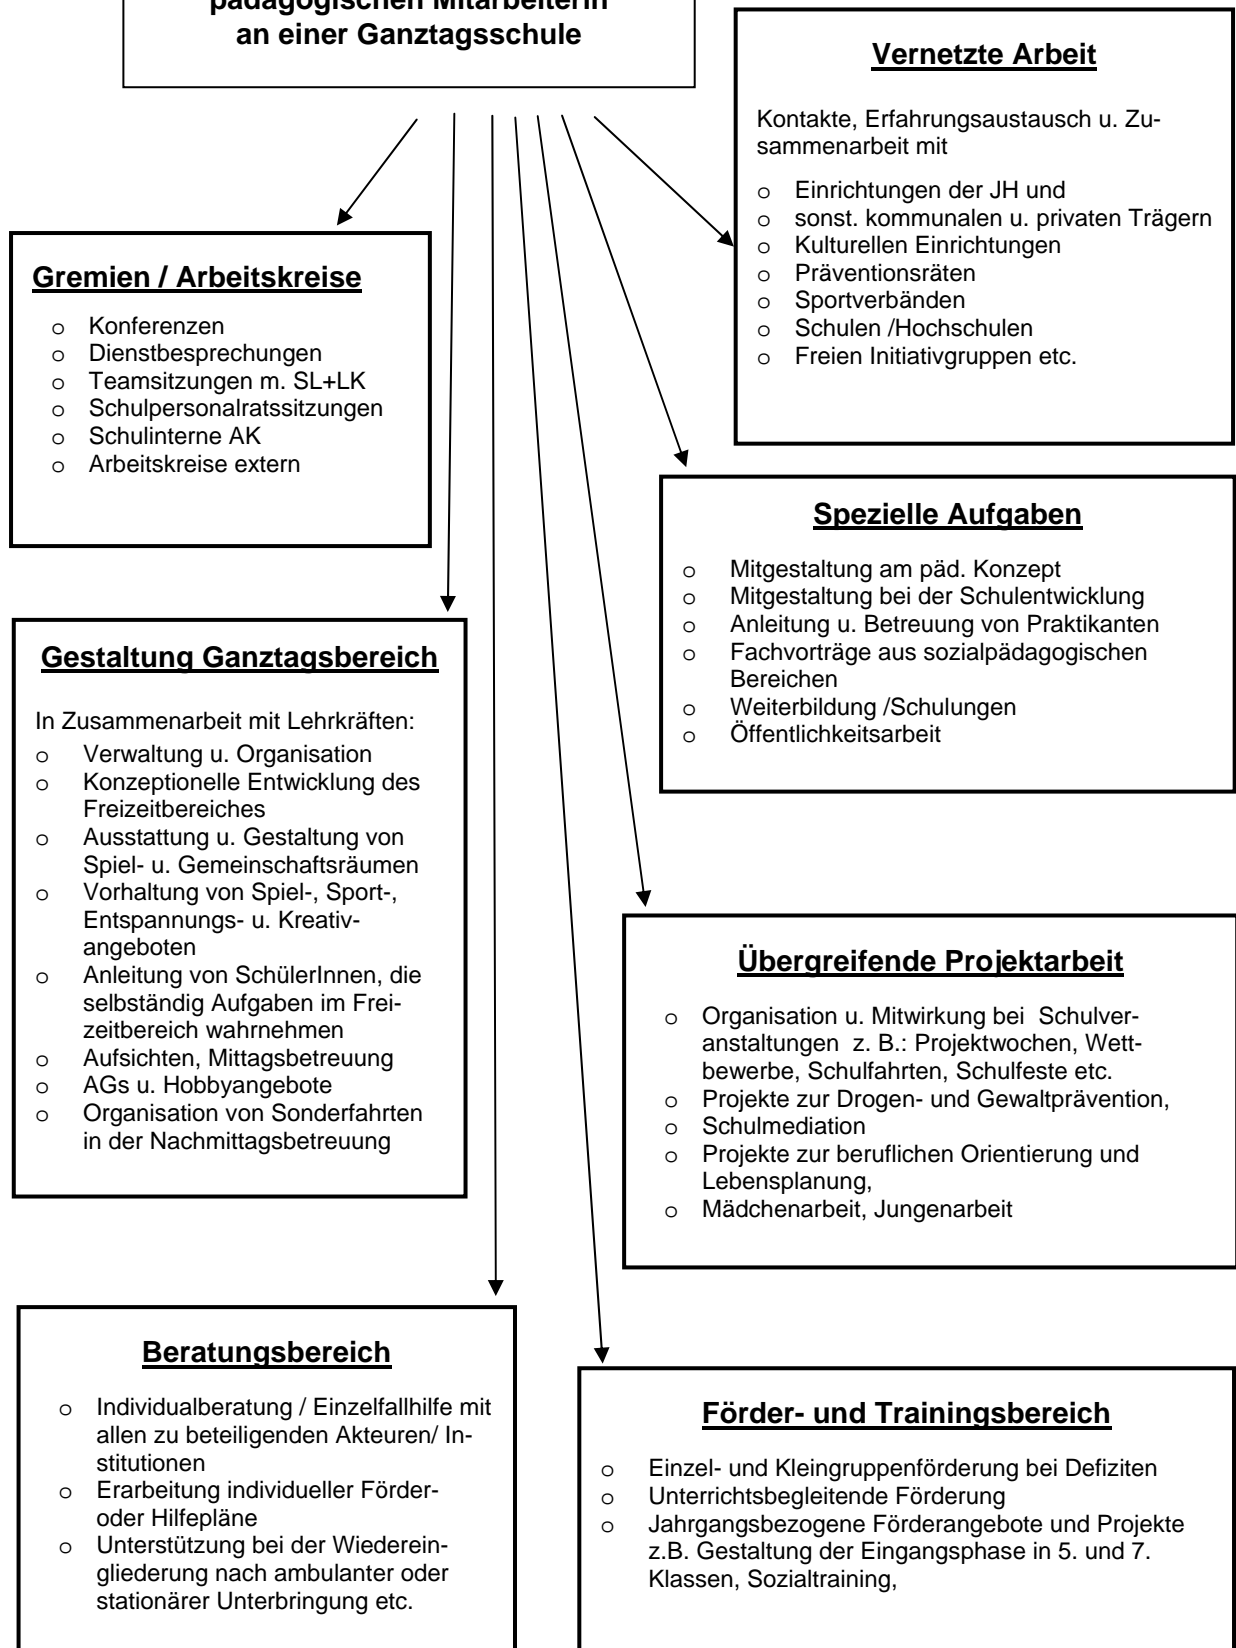 pädagogischen Mitarbeiterin
an einer Ganztagsschule
Vernetzte Arbeit
Kontakte, Erfahrungsaustausch u. Zu-
sammenarbeit mit
o Einrichtungen der JH und
o sonst. kommunalen u. privaten Trägern
o Kulturellen Einrichtungen
o Präventionsräten
o Sportverbänden
o Schulen /Hochschulen
o Freien Initiativgruppen etc.
Gremien / Arbeitskreise
o Konferenzen
o Dienstbesprechungen
o Teamsitzungen m. SL+LK
o Schulpersonalratssitzungen
o Schulinterne AK
o Arbeitskreise extern
Spezielle Aufgaben
o Mitgestaltung am päd. Konzept
o Mitgestaltung bei der Schulentwicklung
o Anleitung u. Betreuung von Praktikanten
o Fachvorträge aus sozialpädagogischen
Bereichen
o Weiterbildung /Schulungen
o Öffentlichkeitsarbeit
Gestaltung Ganztagsbereich
In Zusammenarbeit mit Lehrkräften:
o Verwaltung u. Organisation
o Konzeptionelle Entwicklung des
Freizeitbereiches
o Ausstattung u. Gestaltung von
Spiel- u. Gemeinschaftsräumen
o Vorhaltung von Spiel-, Sport-,
Entspannungs- u. Kreativ-
angeboten
o Anleitung von SchülerInnen, die
selbständig Aufgaben im Frei-
zeitbereich wahrnehmen
o Aufsichten, Mittagsbetreuung
o AGs u. Hobbyangebote
o Organisation von Sonderfahrten
in der Nachmittagsbetreuung
Übergreifende Projektarbeit
o Organisation u. Mitwirkung bei Schulver-
anstaltungen z. B.: Projektwochen, Wett-
bewerbe, Schulfahrten, Schulfeste etc.
o Projekte zur Drogen- und Gewaltprävention,
o Schulmediation
o Projekte zur beruflichen Orientierung und
Lebensplanung,
o Mädchenarbeit, Jungenarbeit
Beratungsbereich
o Individualberatung / Einzelfallhilfe mit
allen zu beteiligenden Akteuren/ In-
stitutionen
o Erarbeitung individueller Förder-
oder Hilfepläne
o Unterstützung bei der Wiederein-
gliederung nach ambulanter oder
stationärer Unterbringung etc.
Förder- und Trainingsbereich
o Einzel- und Kleingruppenförderung bei Defiziten
o Unterrichtsbegleitende Förderung
o Jahrgangsbezogene Förderangebote und Projekte
z.B. Gestaltung der Eingangsphase in 5. und 7.
Klassen, Sozialtraining,